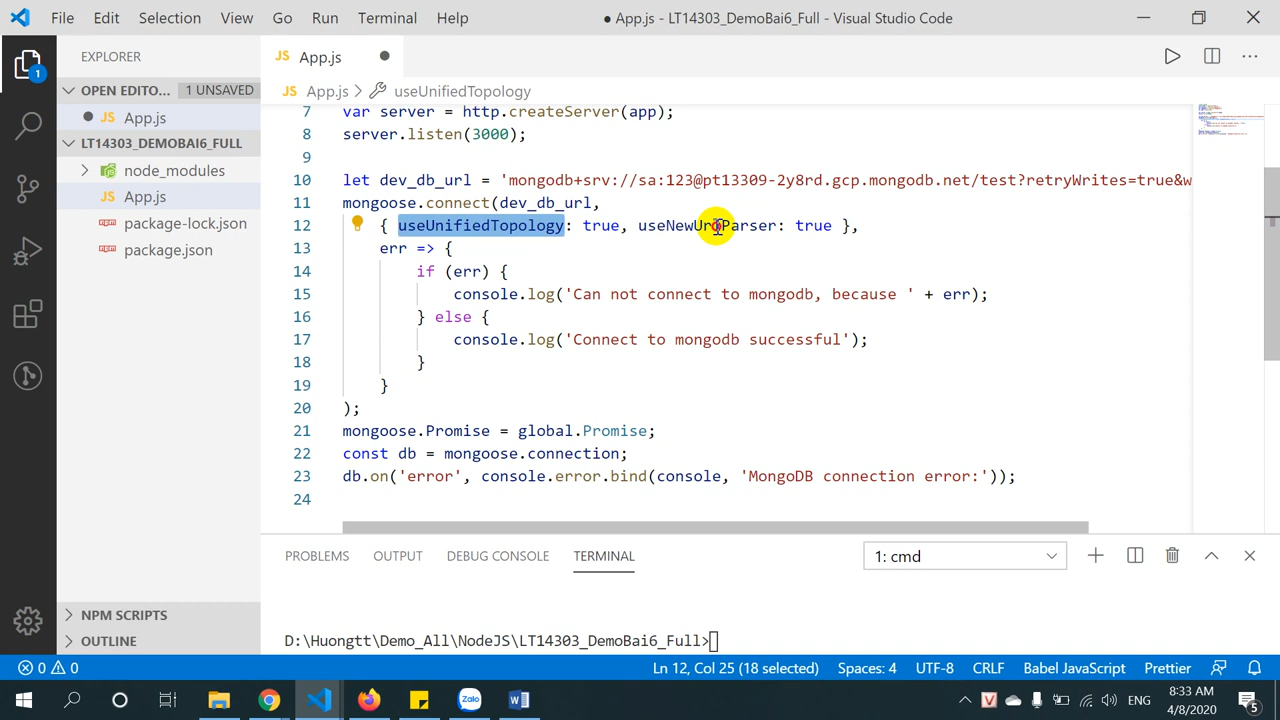 File Edit Selection View Go Run Terminal Help ● App.js - LT14303_DemoBai6_Full - Visual Studio Code
EXPLORER
JS App.js
OPEN EDITO... 1 UNSAVED
JS App.js > useUnifiedTopology
App.js
LT14303_DEMOBAI6_FULL
node_modules
App.js
package-lock.json
package.json
NPM SCRIPTS
OUTLINE
7 var server = http.createServer(app);
8 server.listen(3000);
9
10 let dev_db_url = 'mongodb+srv://sa:123@pt13309-2y8rd.gcp.mongodb.net/test?retryWrites=true&w
11 mongoose.connect(dev_db_url,
12 { useUnifiedTopology: true, useNewUrlParser: true },
13 err => {
14 if (err) {
15 console.log('Can not connect to mongodb, because ' + err);
16 } else {
17 console.log('Connect to mongodb successful');
18 }
19 }
20 );
21 mongoose.Promise = global.Promise;
22 const db = mongoose.connection;
23 db.on('error', console.error.bind(console, 'MongoDB connection error:'));
24
PROBLEMS OUTPUT DEBUG CONSOLE TERMINAL 1: cmd
D:\Huongtt\Demo_All\NodeJS\LT14303_DemoBai6_Full>
0 0 Ln 12, Col 25 (18 selected) Spaces: 4 UTF-8 CRLF Babel JavaScript Prettier
Zalo ENG 8:33 AM
4/8/2020 5